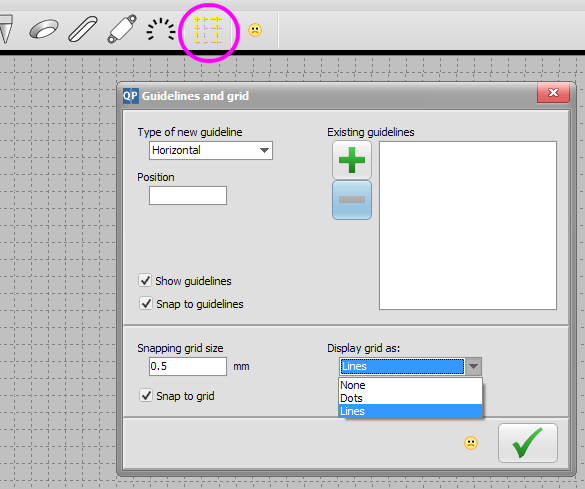 QP Guidelines and grid
Type of new guideline
Horizontal
Position
Existing guidelines
Show guidelines
Snap to guidelines
Snapping grid size
0.5 mm
Snap to grid
Display grid as:
Lines
None
Dots
Lines